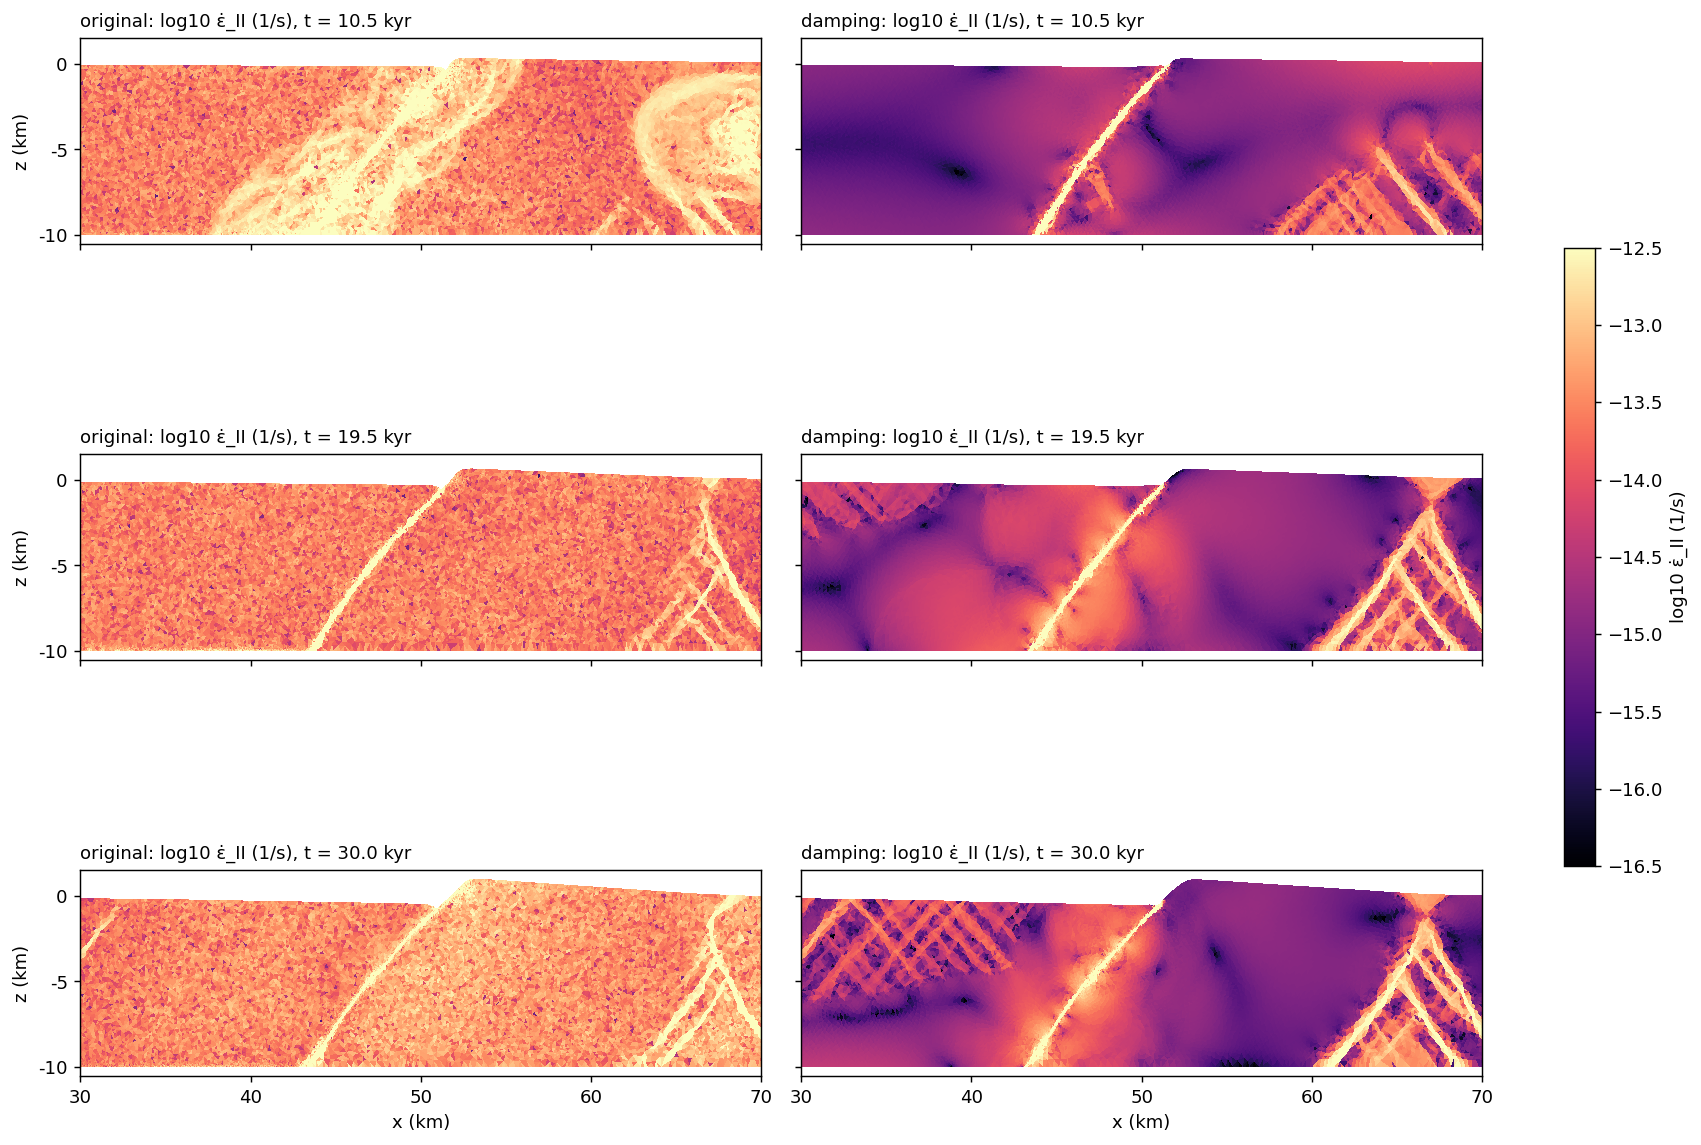 original: log10 ε̇_II (1/s), t = 10.5 kyr
damping: log10 ε̇_II (1/s), t = 10.5 kyr
0
-5
-10
z (km)
original: log10 ε̇_II (1/s), t = 19.5 kyr
damping: log10 ε̇_II (1/s), t = 19.5 kyr
0
-5
-10
z (km)
original: log10 ε̇_II (1/s), t = 30.0 kyr
damping: log10 ε̇_II (1/s), t = 30.0 kyr
0
-5
-10
z (km)
30 40 50 60 70
x (km)
30 40 50 60 70
x (km)
−12.5
−13.0
−13.5
−14.0
−14.5
−15.0
−15.5
−16.0
−16.5
log10 ε̇_II (1/s)